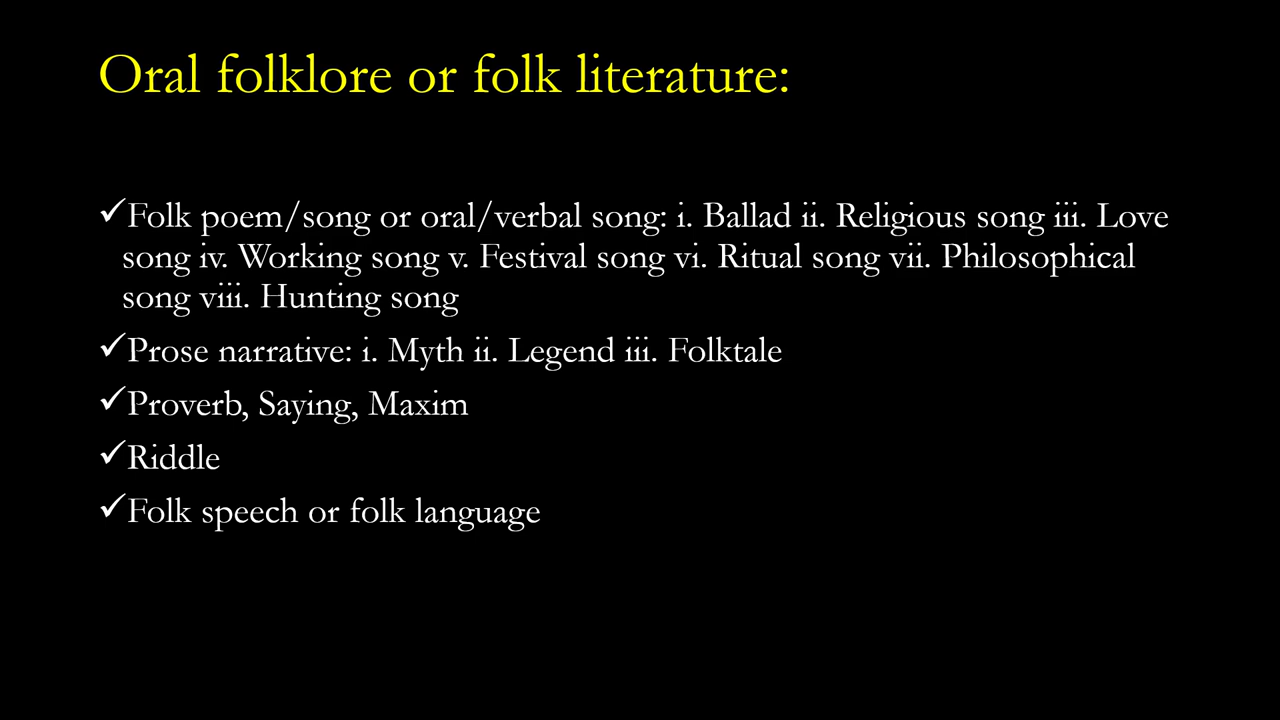 Oral folklore or folk literature:
✓Folk poem/song or oral/verbal song: i. Ballad ii. Religious song iii. Love
song iv. Working song v. Festival song vi. Ritual song vii. Philosophical
song viii. Hunting song
✓Prose narrative: i. Myth ii. Legend iii. Folktale
✓Proverb, Saying, Maxim
✓Riddle
✓Folk speech or folk language